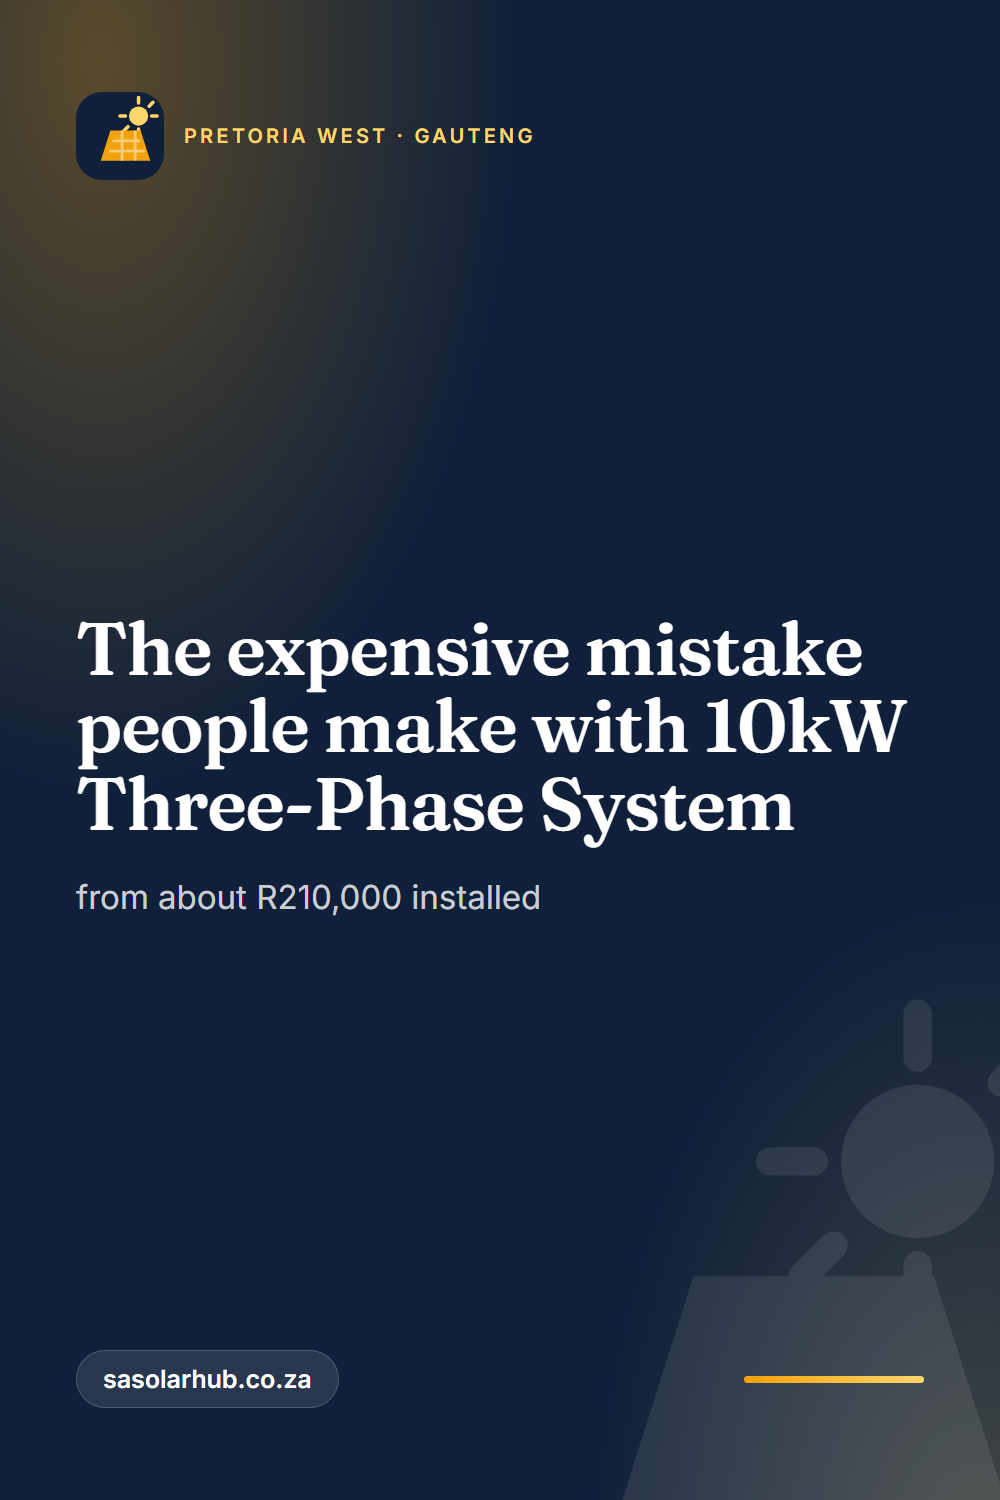 PRETORIA WEST · GAUTENG
The expensive mistake
people make with 10kW
Three-Phase System
from about R210,000 installed
sasolarhub.co.za